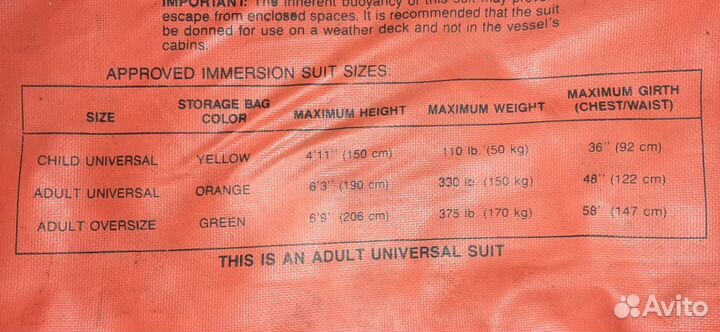 IMPORTANT: The inherent buoyancy of this suit may
escape from enclosed spaces. It is recommended that the suit
be donned for use on a weather deck and not in the vessel's
cabins.
APPROVED IMMERSION SUIT SIZES:
SIZE STORAGE BAG COLOR MAXIMUM HEIGHT MAXIMUM WEIGHT MAXIMUM GIRTH (CHEST/WAIST)
CHILD UNIVERSAL YELLOW 4'11" (150 cm) 110 lb. (50 kg) 36" (92 cm)
ADULT UNIVERSAL ORANGE 6'3" (190 cm) 330 lb. (150 kg) 48" (122 cm)
ADULT OVERSIZE GREEN 6'9" (206 cm) 375 lb. (170 kg) 58" (147 cm)
THIS IS AN ADULT UNIVERSAL SUIT
Avito